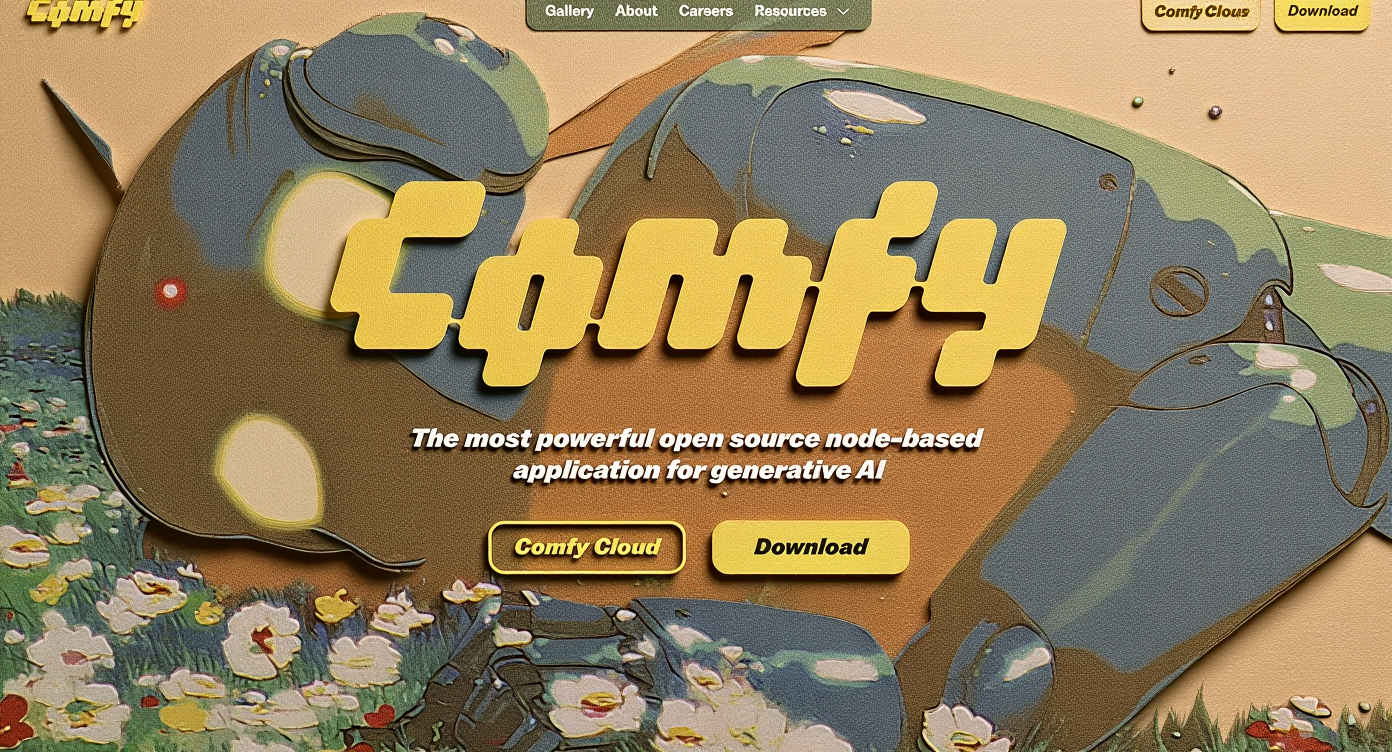 Comfy
Gallery About Careers Resources
Comfy Clous
Download
Comfy
The most powerful open source node-based
application for generative AI
Comfy Cloud
Download